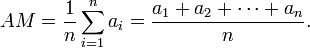 AM = \frac{1}{n} \sum_{i=1}^{n} a_i = \frac{a_1 + a_2 + \cdots + a_n}{n}.